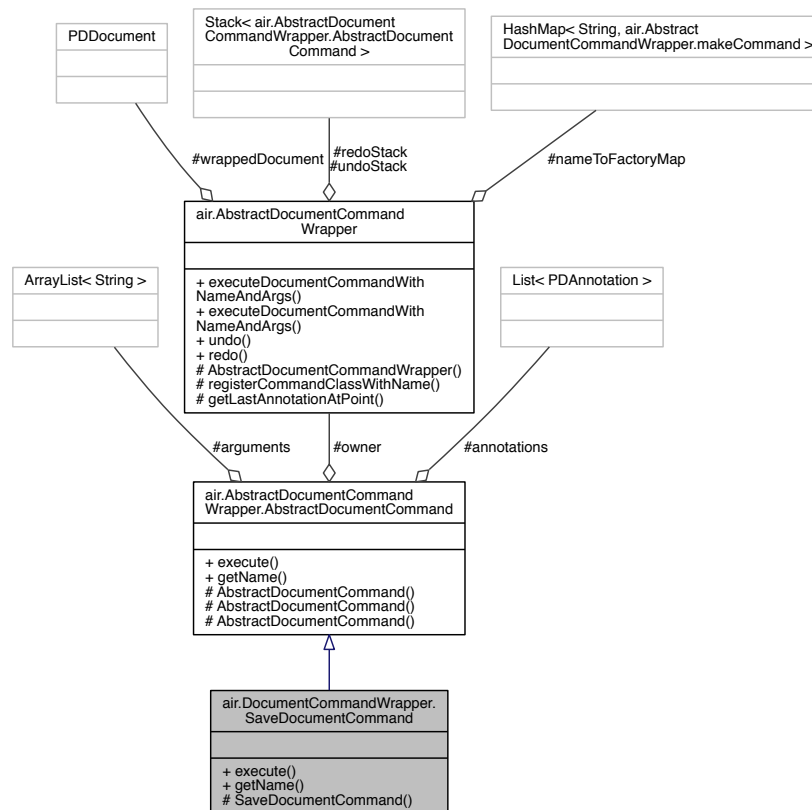 PDDocument
Stack< air.AbstractDocument
CommandWrapper.AbstractDocument
Command >
HashMap< String, air.Abstract
DocumentCommandWrapper.makeCommand >
#wrappedDocument
#redoStack
#undoStack
#nameToFactoryMap
air.AbstractDocumentCommand
Wrapper
+ executeDocumentCommandWith
NameAndArgs()
+ executeDocumentCommandWith
NameAndArgs()
+ undo()
+ redo()
# AbstractDocumentCommandWrapper()
# registerCommandClassWithName()
# getLastAnnotationAtPoint()
ArrayList< String >
List< PDAnnotation >
#arguments
#owner
#annotations
air.AbstractDocumentCommand
Wrapper.AbstractDocumentCommand
+ execute()
+ getName()
# AbstractDocumentCommand()
# AbstractDocumentCommand()
# AbstractDocumentCommand()
air.DocumentCommandWrapper.
SaveDocumentCommand
+ execute()
+ getName()
# SaveDocumentCommand()